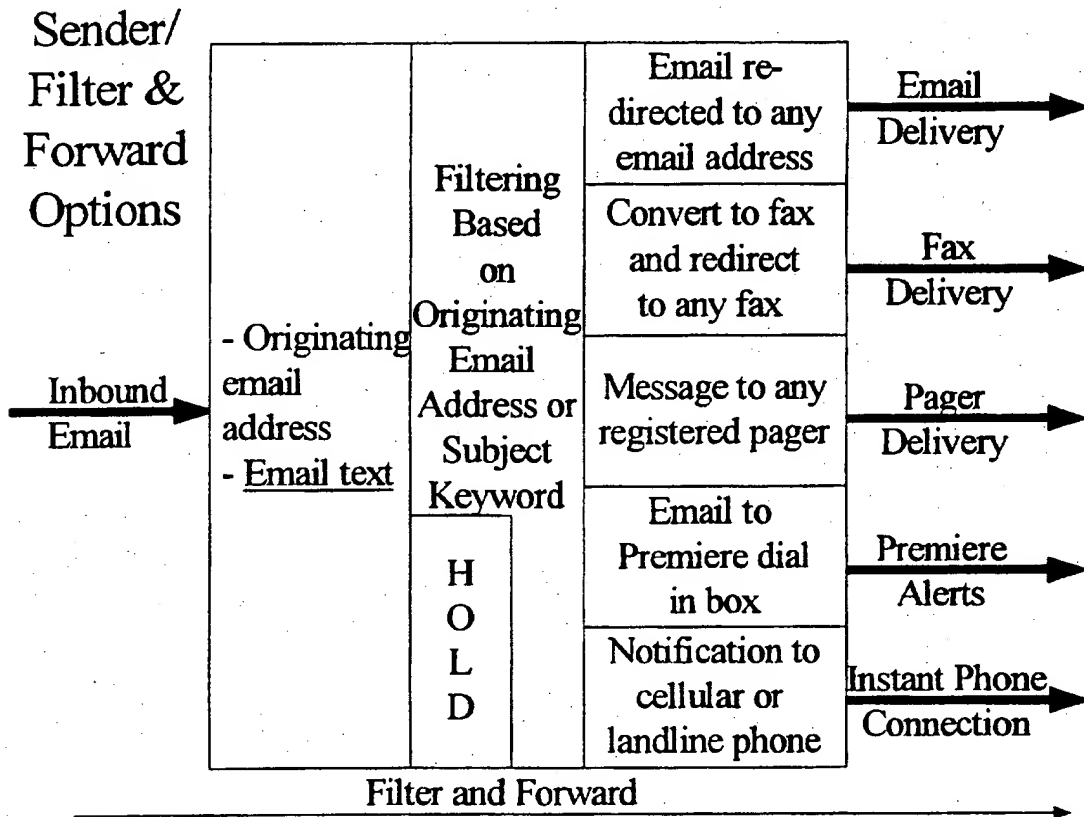 Sender/
Filter &
Forward
Options
Inbound
Email
- Originating
email
address
- Email text
Filtering
Based
on
Originating
Email
Address or
Subject
Keyword
H
O
L
D
Email re-
directed to any
email address
Convert to fax
and redirect
to any fax
Message to any
registered pager
Email to
Premiere dial
in box
Notification to
cellular or
landline phone
Email
Delivery
Fax
Delivery
Pager
Delivery
Premiere
Alerts
Instant Phone
Connection
Filter and Forward